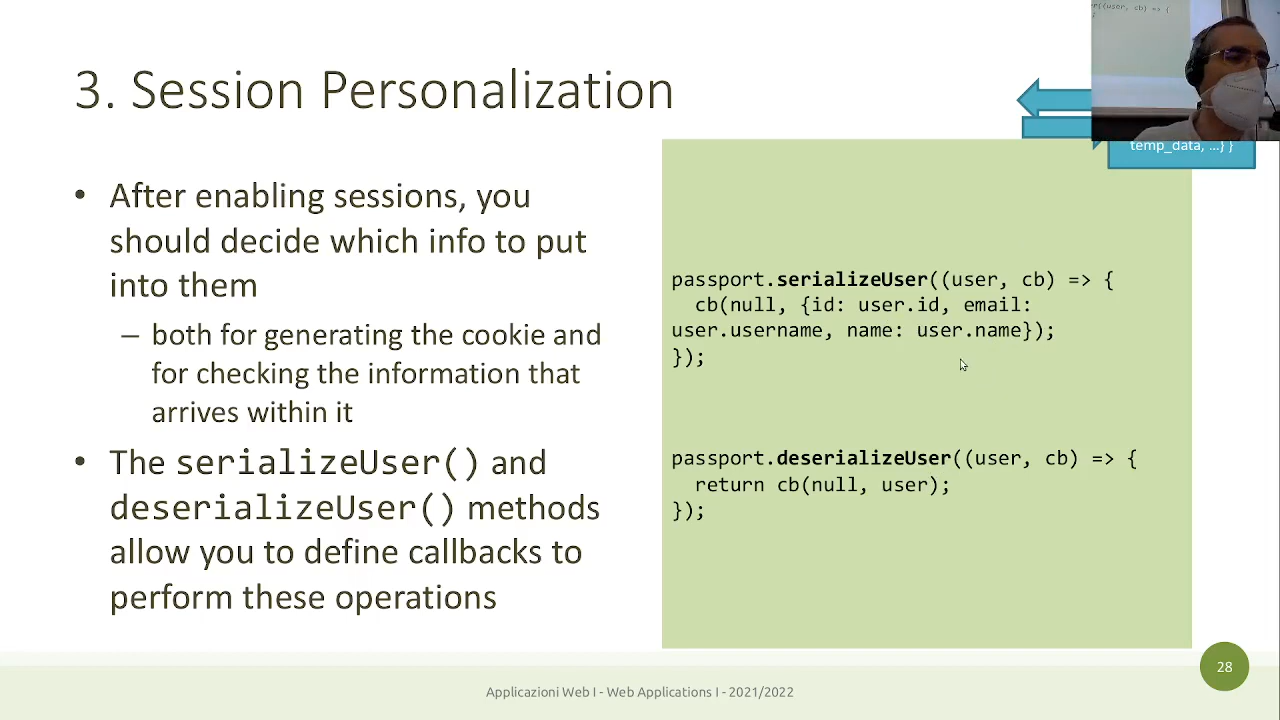 3. Session Personalization
• After enabling sessions, you
should decide which info to put
into them
– both for generating the cookie and
for checking the information that
arrives within it
• The serializeUser() and
deserializeUser() methods
allow you to define callbacks to
perform these operations
(user, cb) => {
temp_data, ...} }
passport.serializeUser((user, cb) => {
cb(null, {id: user.id, email:
user.username, name: user.name});
});
passport.deserializeUser((user, cb) => {
return cb(null, user);
});
28
Applicazioni Web I - Web Applications I - 2021/2022